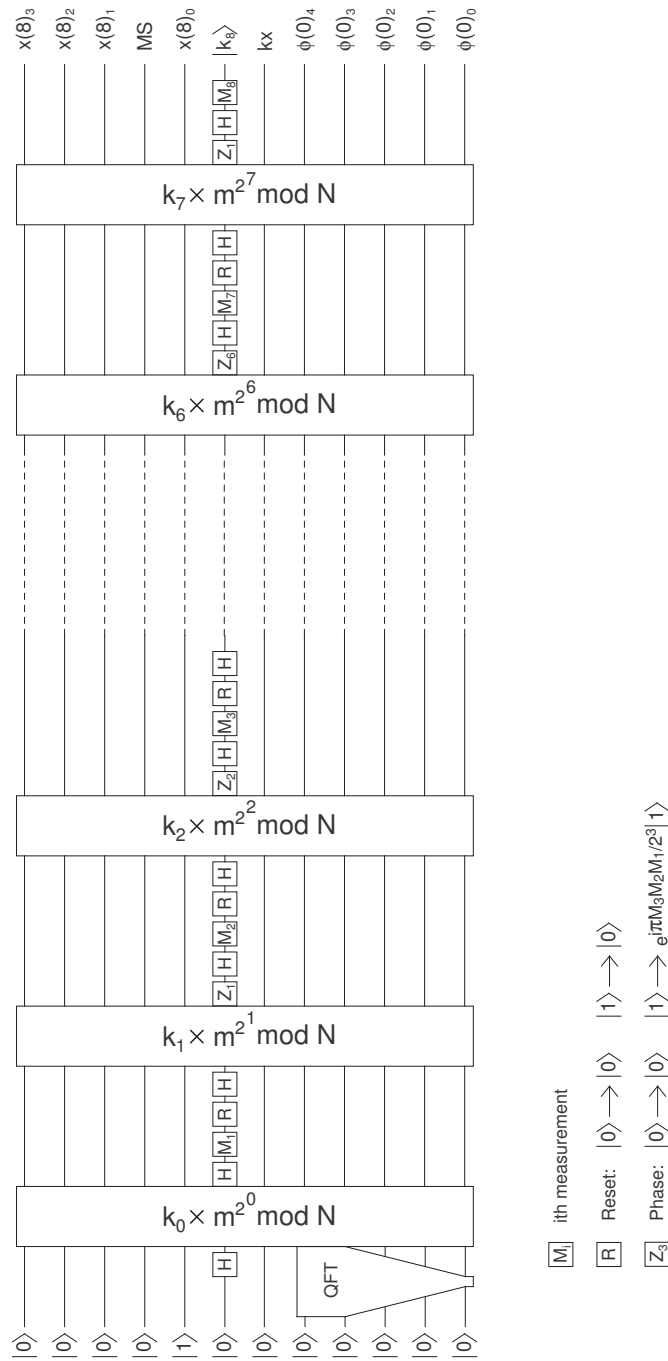 |0⟩ x(8)₃
|0⟩ x(8)₂
|0⟩ x(8)₁
|0⟩ MS
|1⟩ x(8)₀
|0⟩ H H M₁ R H Z₁ H M₂ R H Z₂ H M₃ R H Z₆ H M₇ R H Z₁ H M₈ |k₈⟩
|0⟩ kx
|0⟩ ϕ(0)₄
|0⟩ ϕ(0)₃
|0⟩ ϕ(0)₂
|0⟩ ϕ(0)₁
|0⟩ ϕ(0)₀
QFT
k₀ × m^2^0 mod N
k₁ × m^2^1 mod N
k₂ × m^2^2 mod N
k₆ × m^2^6 mod N
k₇ × m^2^7 mod N
Mᵢ ith measurement
R Reset: |0⟩ → |0⟩ |1⟩ → |0⟩
Z₃ Phase: |0⟩ → |0⟩ |1⟩ → e^{iπM₃M₂M₁/2³}|1⟩